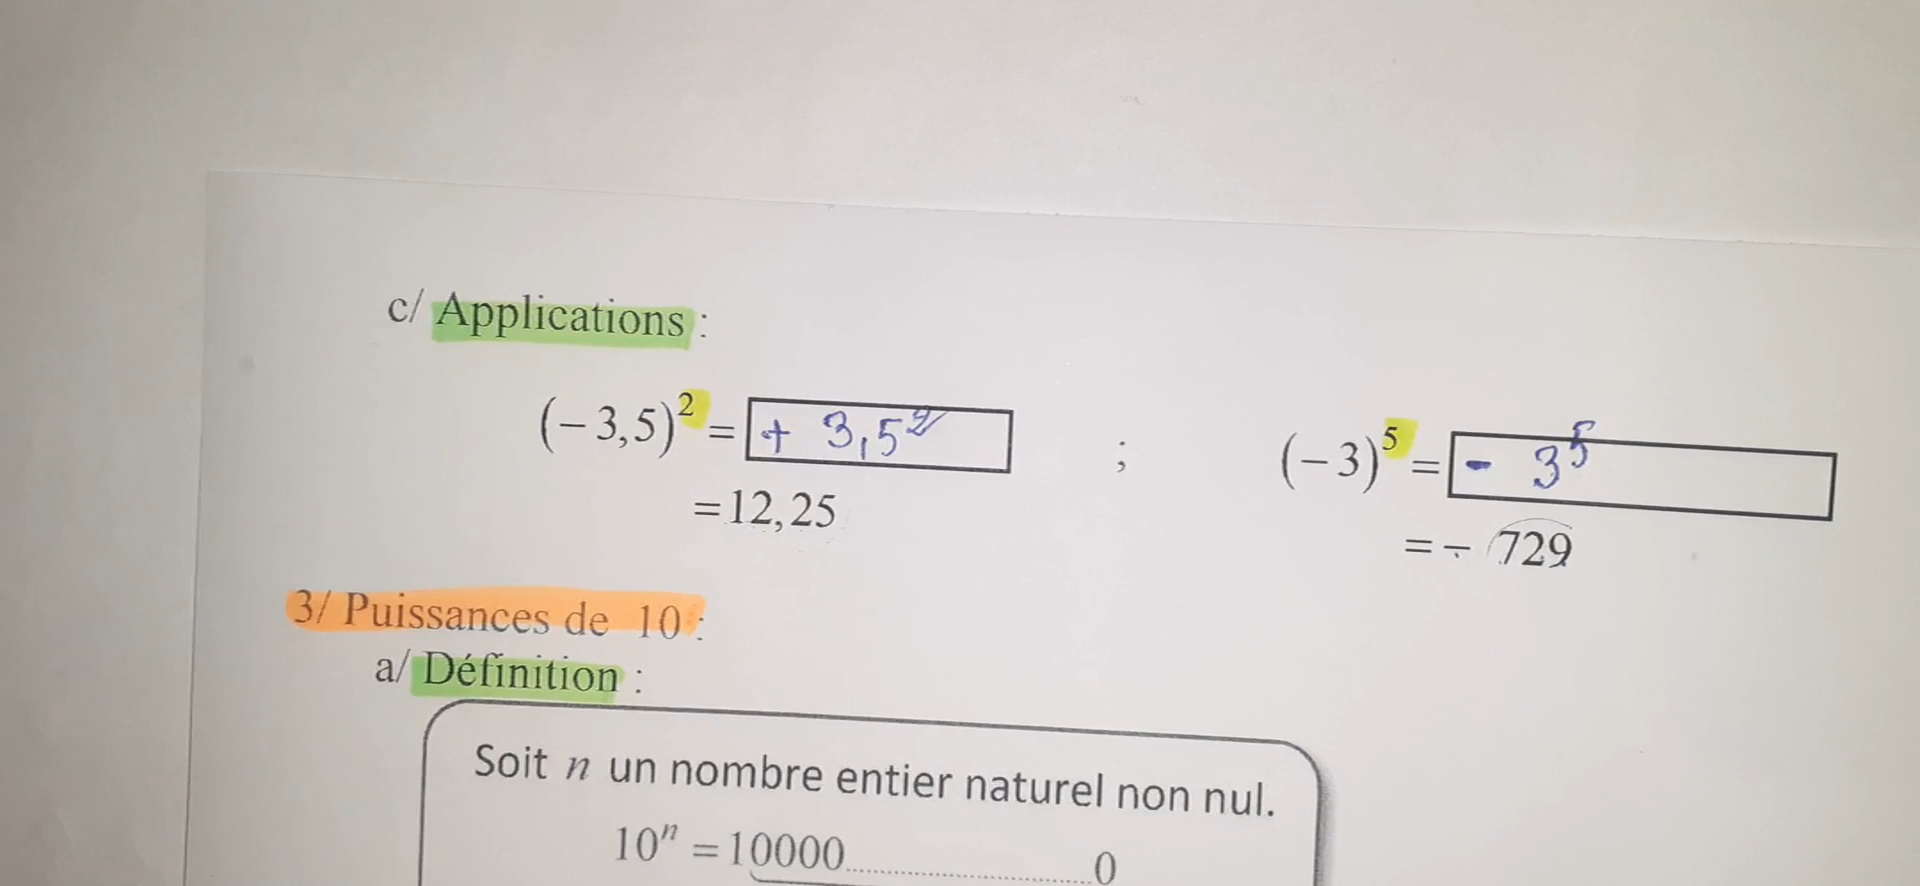 c/ Applications :
(−3,5)² = + 3,5² ; (−3)⁵ = - 3⁵
= 12,25
= − 729
3/ Puissances de 10 :
a/ Définition :
Soit n un nombre entier naturel non nul.
10ⁿ = 10000..............................0